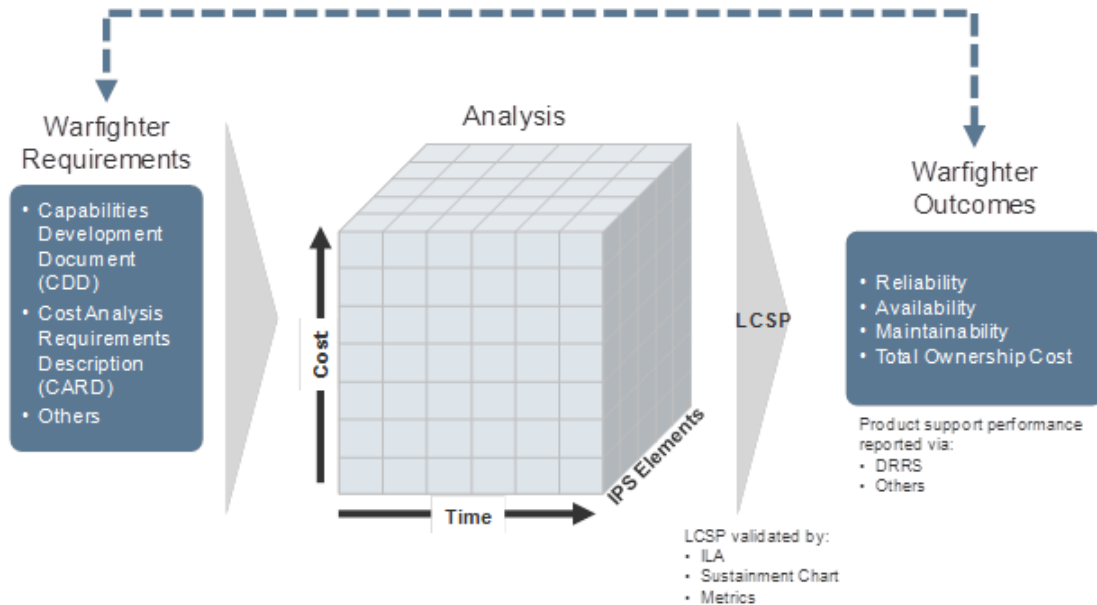 Warfighter
Requirements
• Capabilities
Development
Document
(CDD)
• Cost Analysis
Requirements
Description
(CARD)
• Others
Analysis
Cost
Time
IPS Elements
LCSP
LCSP validated by:
• ILA
• Sustainment Chart
• Metrics
Warfighter
Outcomes
• Reliability
• Availability
• Maintainability
• Total Ownership Cost
Product support performance
reported via:
• DRRS
• Others